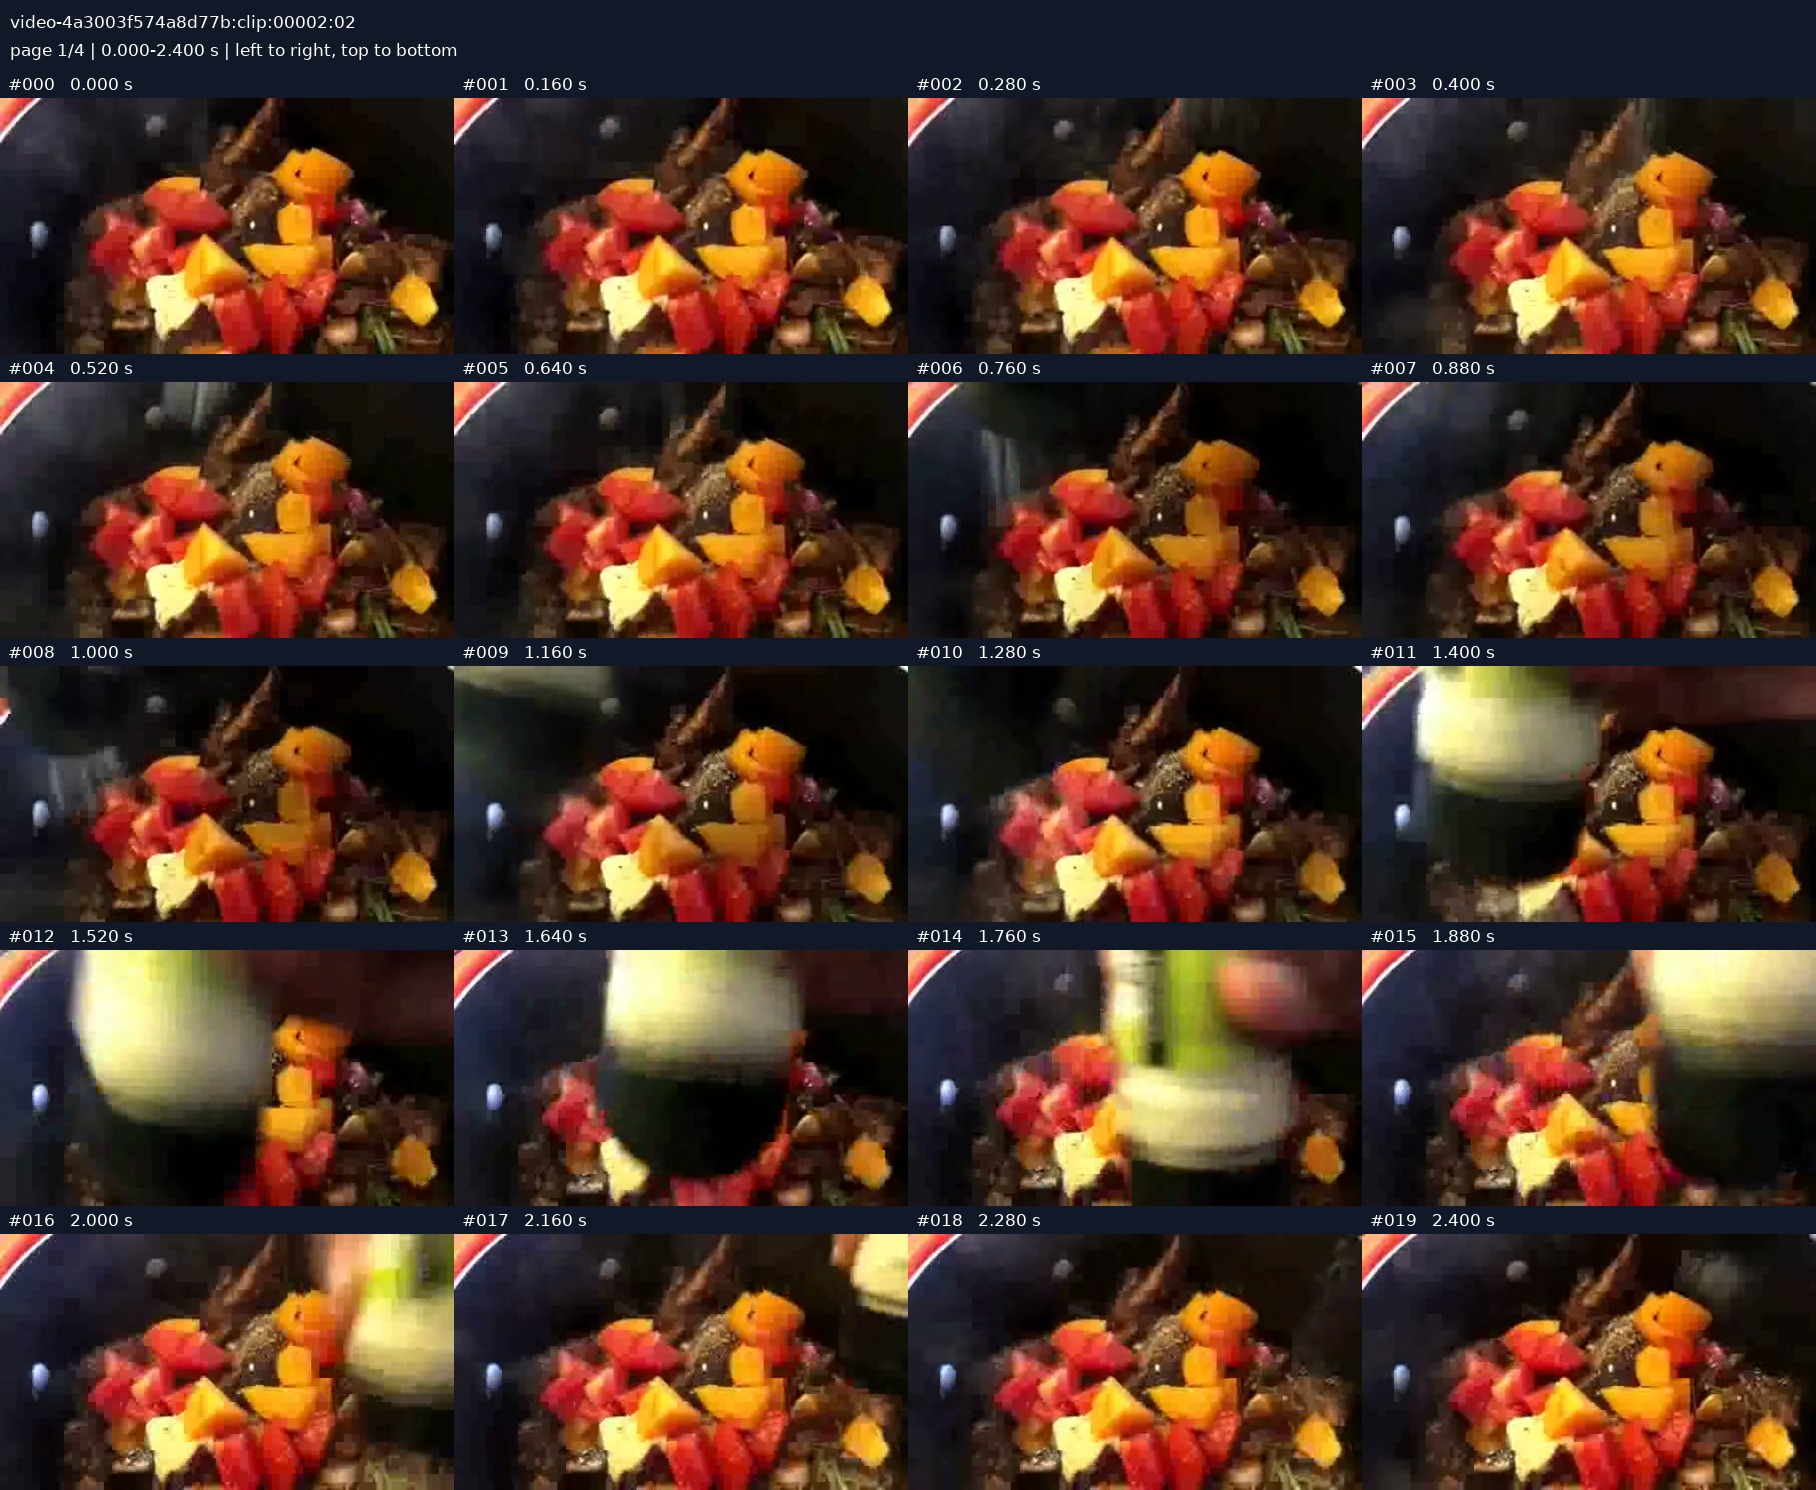 video-4a3003f574a8d77b:clip:00002:02
page 1/4 | 0.000-2.400 s | left to right, top to bottom
#000 0.000 s
#001 0.160 s
#002 0.280 s
#003 0.400 s
#004 0.520 s
#005 0.640 s
#006 0.760 s
#007 0.880 s
#008 1.000 s
#009 1.160 s
#010 1.280 s
#011 1.400 s
#012 1.520 s
#013 1.640 s
#014 1.760 s
#015 1.880 s
#016 2.000 s
#017 2.160 s
#018 2.280 s
#019 2.400 s